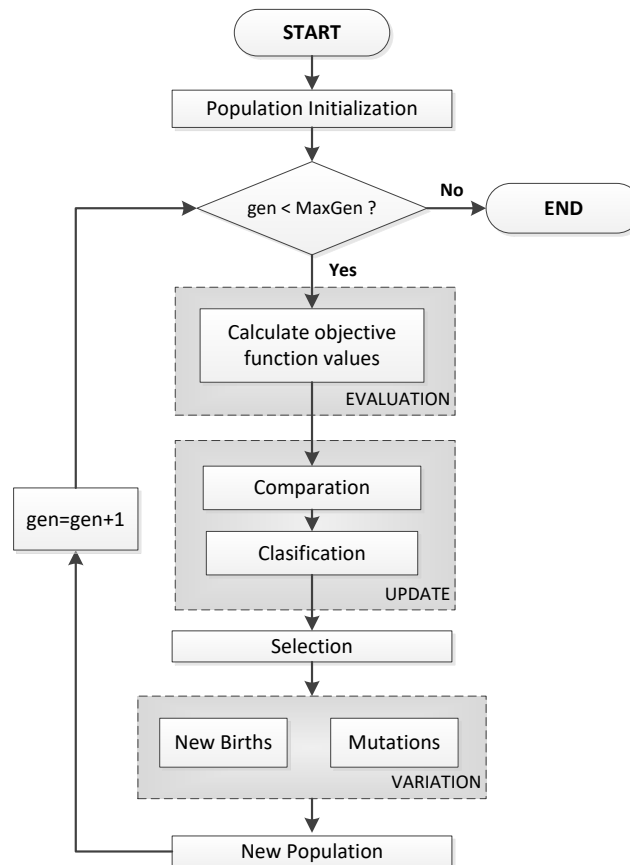 START
Population Initialization
gen < MaxGen ?
No
END
Yes
Calculate objective
function values
EVALUATION
Comparation
gen=gen+1
Clasification
UPDATE
Selection
New Births
Mutations
VARIATION
New Population